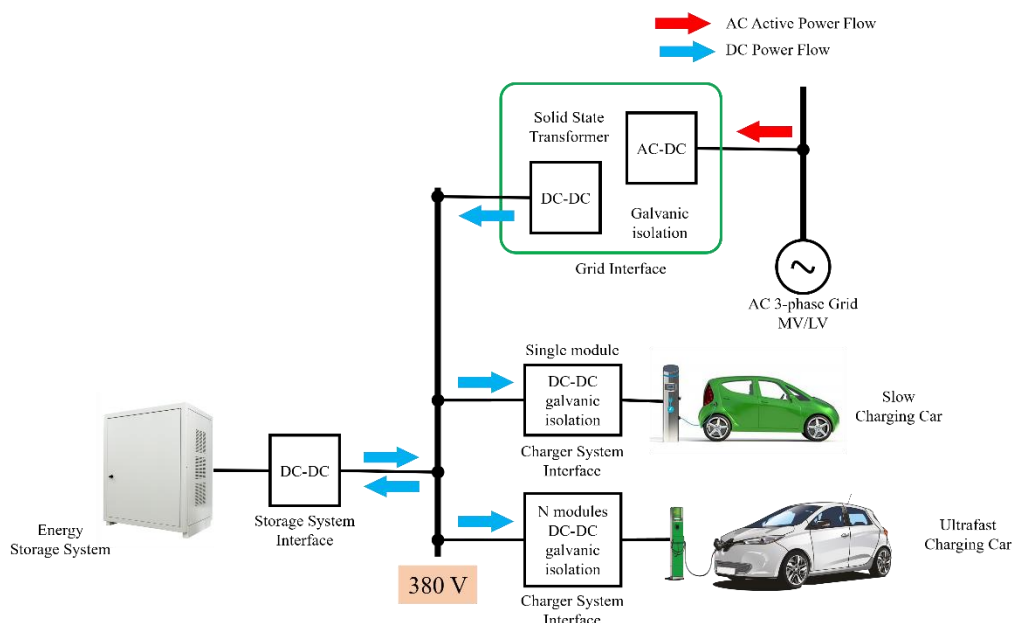 AC Active Power Flow
DC Power Flow
Solid State
Transformer
AC-DC
DC-DC
Galvanic
isolation
Grid Interface
AC 3-phase Grid
MV/LV
Single module
DC-DC
galvanic
isolation
Charger System
Interface
Slow
Charging Car
DC-DC
Storage System
Interface
Energy
Storage System
N modules
DC-DC
galvanic
isolation
Charger System
Interface
Ultrafast
Charging Car
380 V